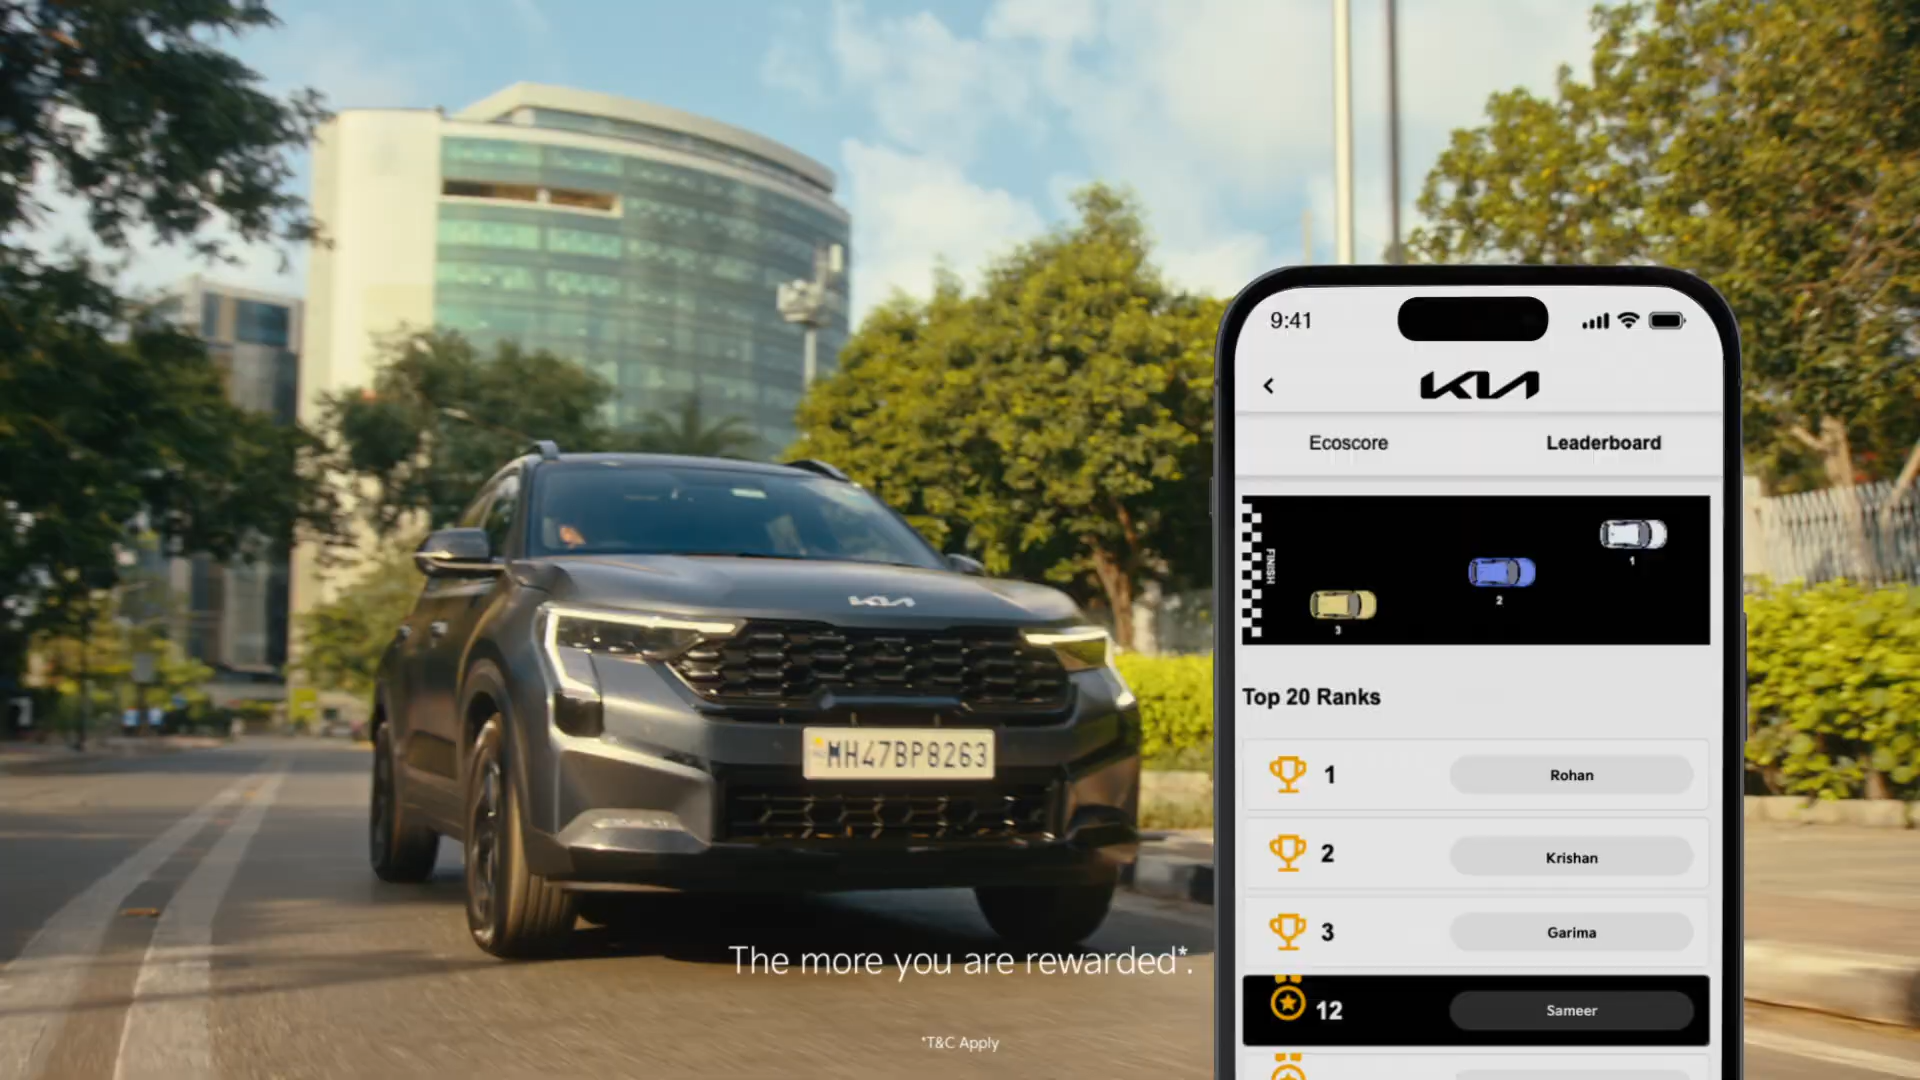 9:41
KIA
Ecoscore
Leaderboard
FINISH
1
2
3
Top 20 Ranks
1
Rohan
2
Krishan
3
Garima
12
Sameer
KIA
MH47BP8263
The more you are rewarded*.
*T&C Apply